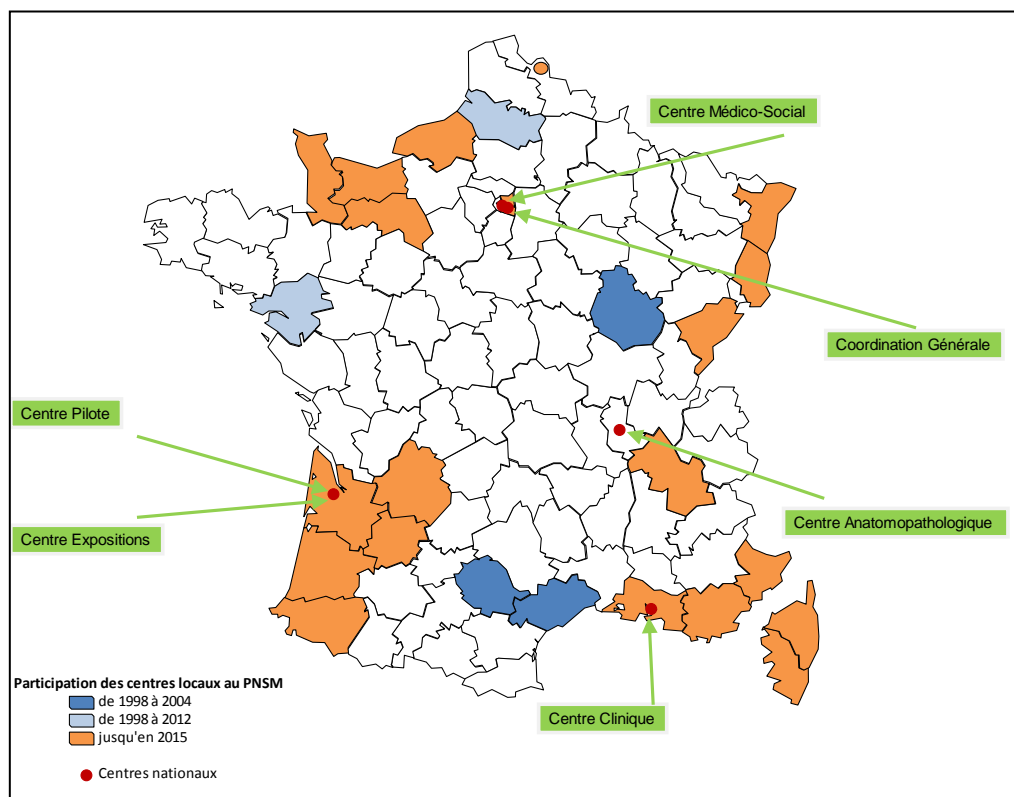 Centre Médico-Social
Coordination Générale
Centre Pilote
Centre Expositions
Centre Anatomopathologique
Centre Clinique
Participation des centres locaux au PNSM
de 1998 à 2004
de 1998 à 2012
jusqu'en 2015
Centres nationaux